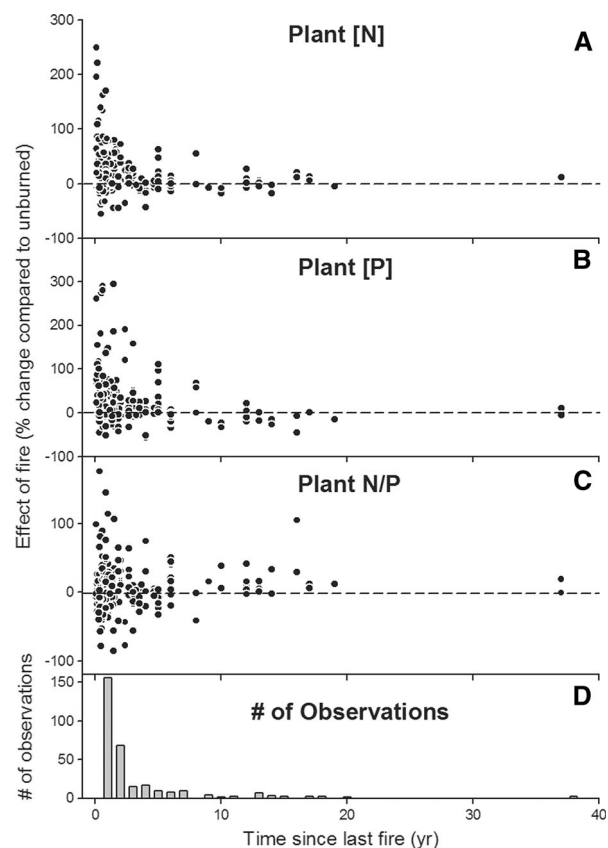 Effect of fire (% change compared to unburned)
# of observations
300
Plant [N]
A
200
100
0
-100
Plant [P]
B
300
200
100
0
-100
Plant N/P
C
100
0
-100
# of Observations
D
150
100
50
0
0 10 20 30 40
Time since last fire (yr)